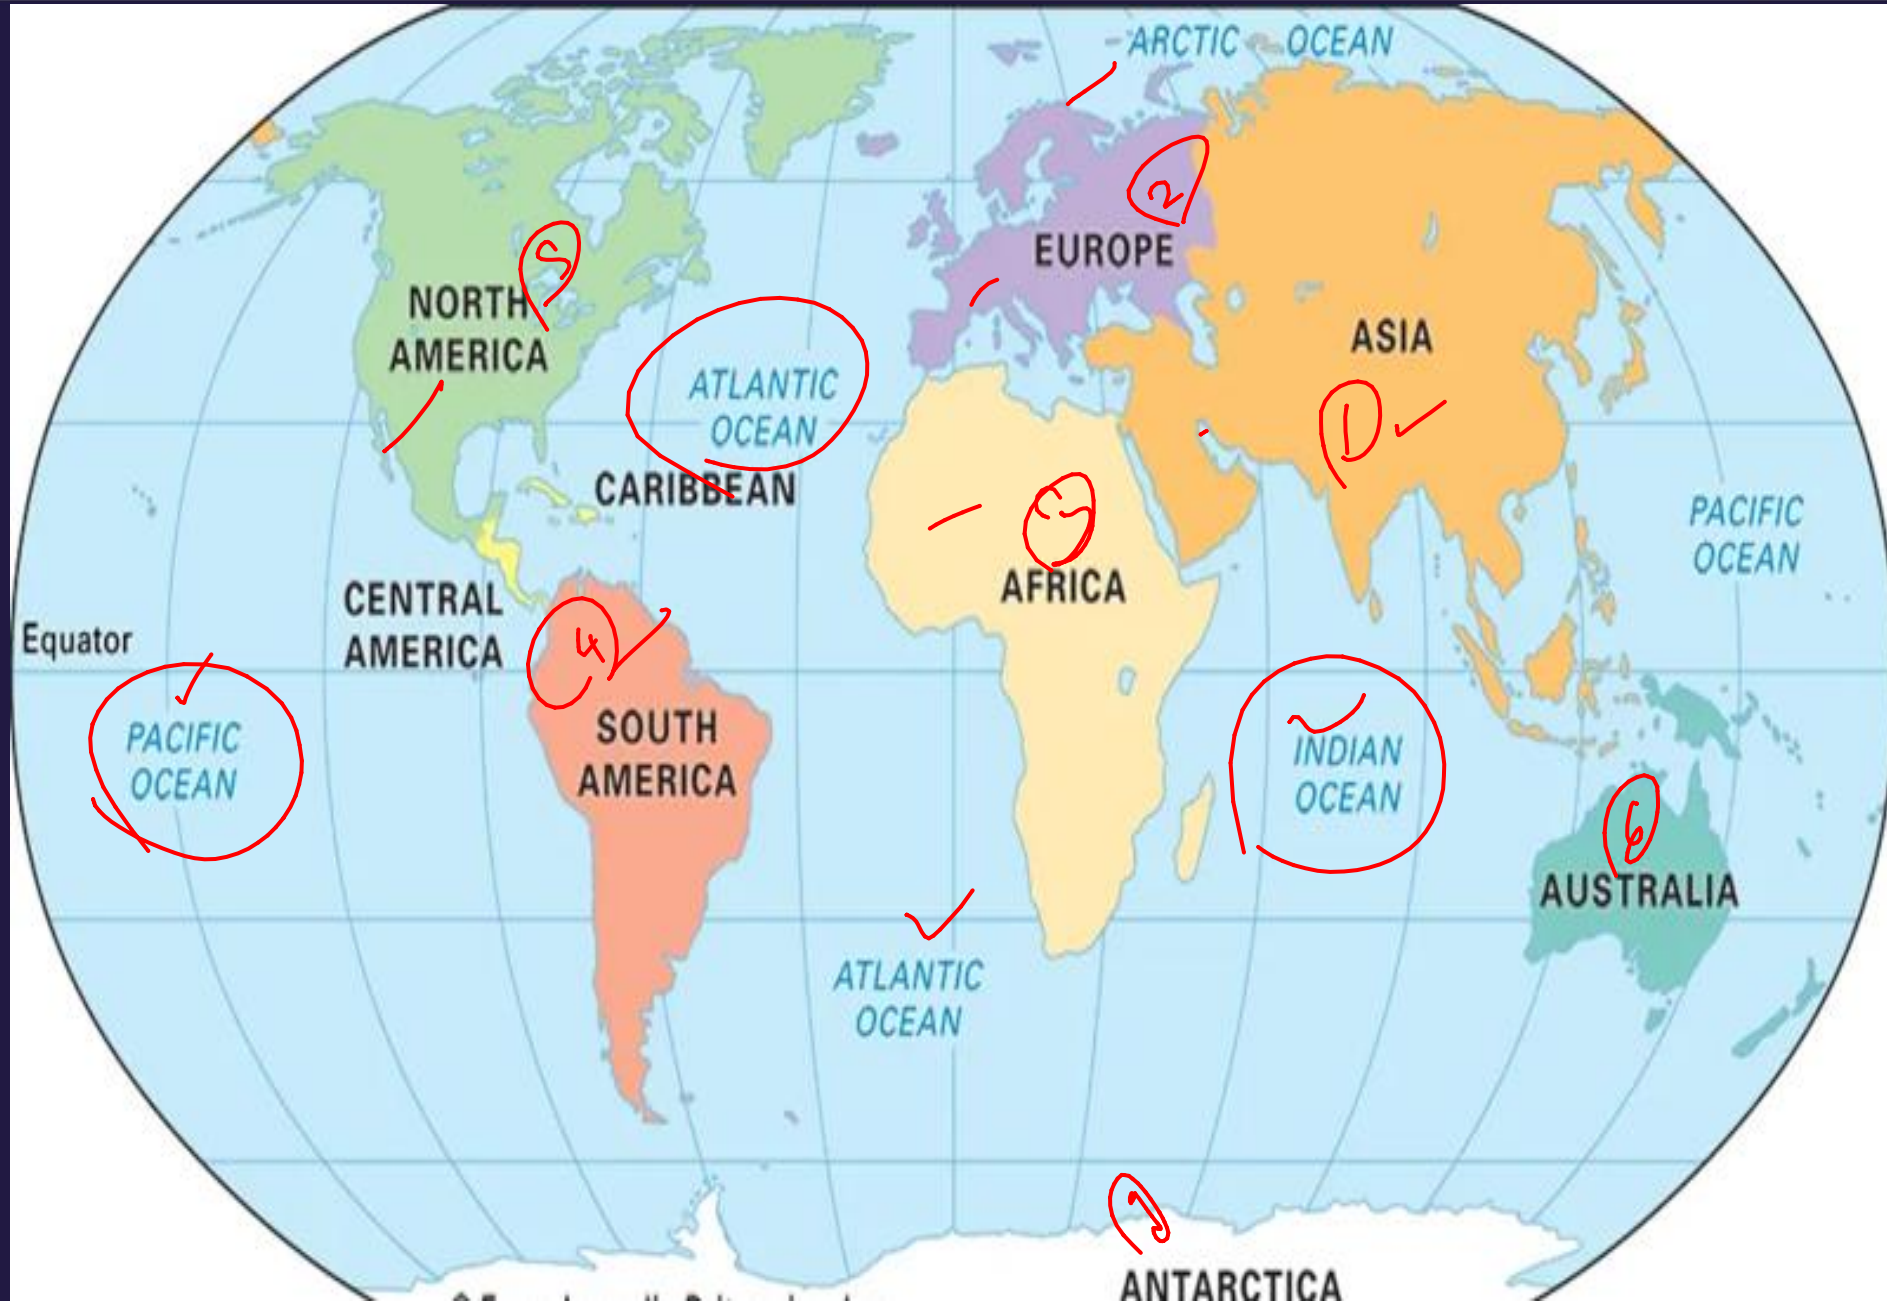 ARCTIC OCEAN
2
EUROPE
5
NORTH
AMERICA
ASIA
ATLANTIC
OCEAN
1
CARIBBEAN
PACIFIC
OCEAN
3
AFRICA
CENTRAL
AMERICA
Equator
4
PACIFIC
OCEAN
SOUTH
AMERICA
INDIAN
OCEAN
6
AUSTRALIA
ATLANTIC
OCEAN
7
ANTARCTICA